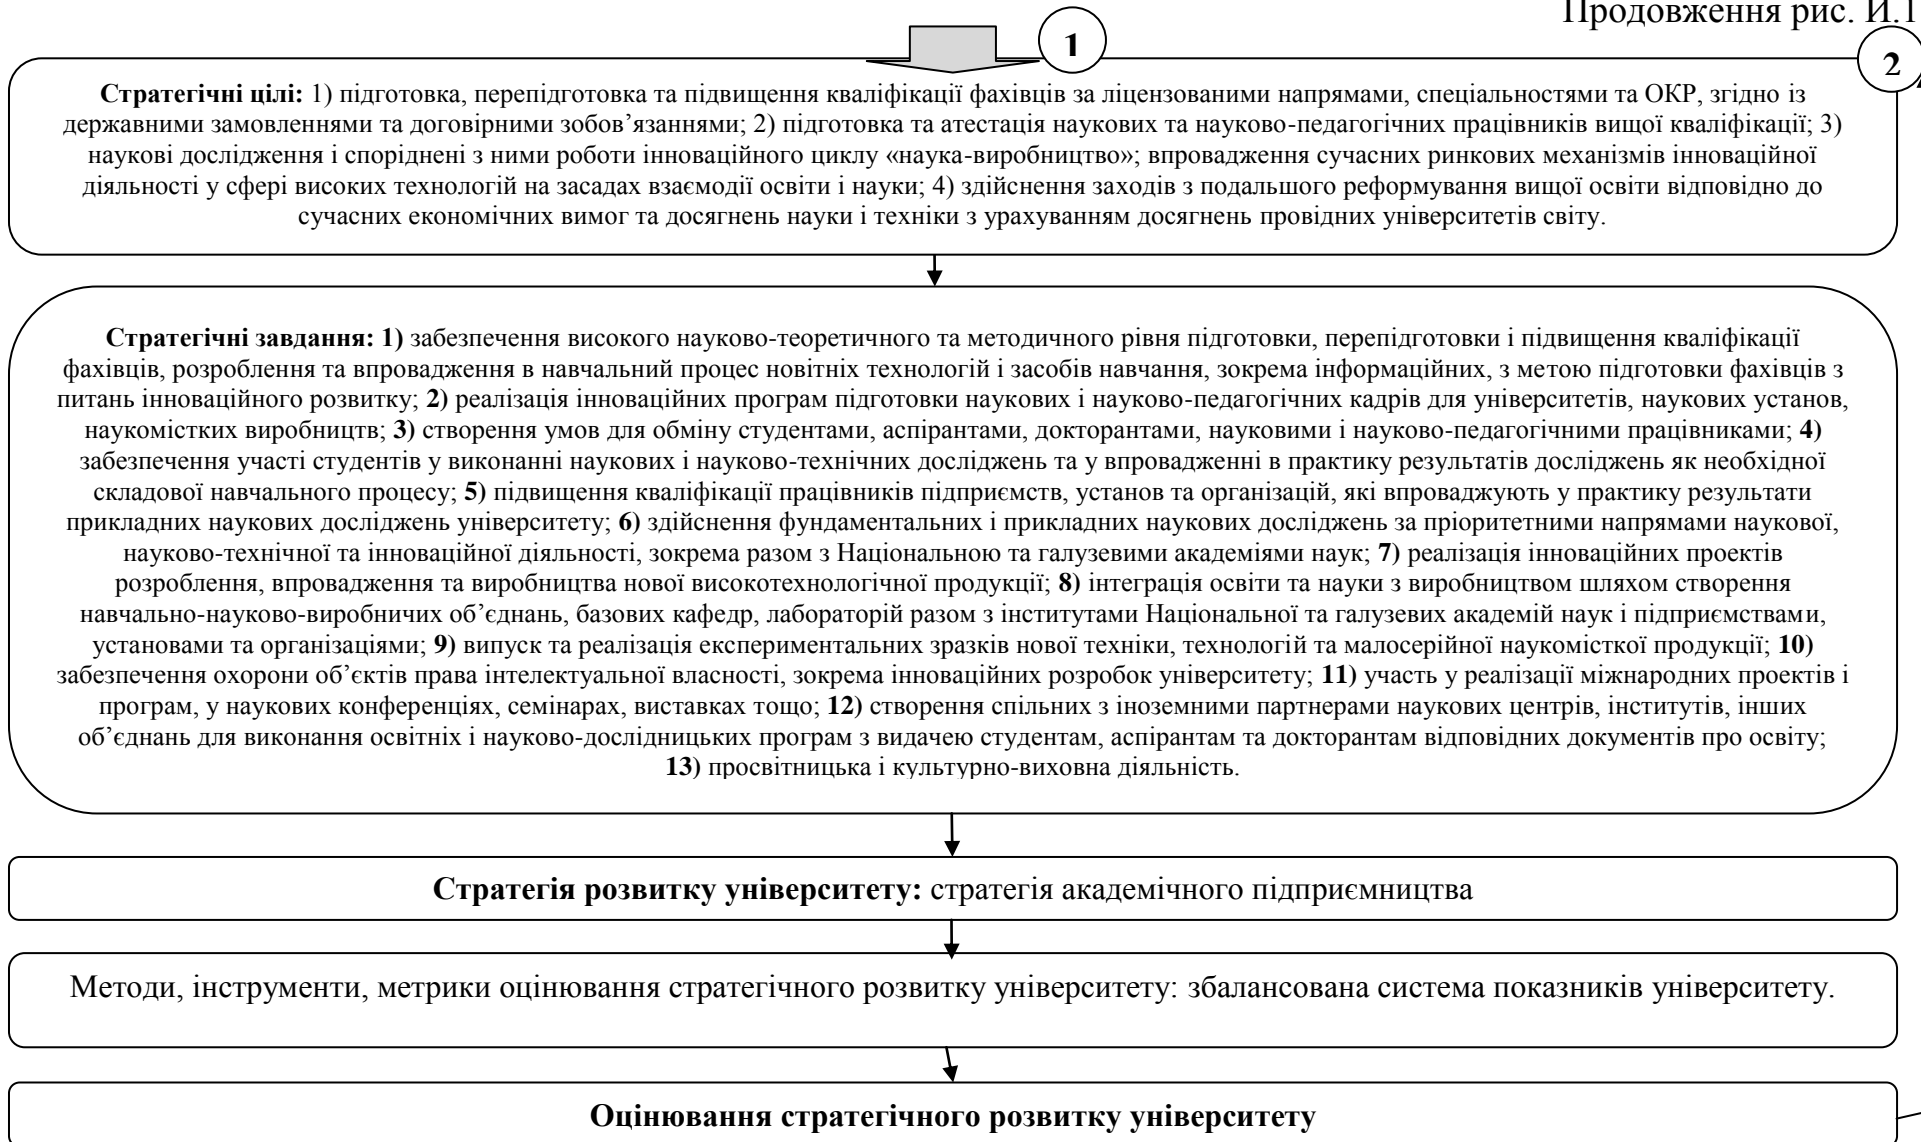 Продовження рис. И.1
1
2
Стратегічні цілі: 1) підготовка, перепідготовка та підвищення кваліфікації фахівців за ліцензованими напрямами, спеціальностями та ОКР, згідно із
державними замовленнями та договірними зобов’язаннями; 2) підготовка та атестація наукових та науково-педагогічних працівників вищої кваліфікації; 3)
наукові дослідження і споріднені з ними роботи інноваційного циклу «наука-виробництво»; впровадження сучасних ринкових механізмів інноваційної
діяльності у сфері високих технологій на засадах взаємодії освіти і науки; 4) здійснення заходів з подальшого реформування вищої освіти відповідно до
сучасних економічних вимог та досягнень науки і техніки з урахуванням досягнень провідних університетів світу.
Стратегічні завдання: 1) забезпечення високого науково-теоретичного та методичного рівня підготовки, перепідготовки і підвищення кваліфікації
фахівців, розроблення та впровадження в навчальний процес новітніх технологій і засобів навчання, зокрема інформаційних, з метою підготовки фахівців з
питань інноваційного розвитку; 2) реалізація інноваційних програм підготовки наукових і науково-педагогічних кадрів для університетів, наукових установ,
наукомістких виробництв; 3) створення умов для обміну студентами, аспірантами, докторантами, науковими і науково-педагогічними працівниками; 4)
забезпечення участі студентів у виконанні наукових і науково-технічних досліджень та у впровадженні в практику результатів досліджень як необхідної
складової навчального процесу; 5) підвищення кваліфікації працівників підприємств, установ та організацій, які впроваджують у практику результати
прикладних наукових досліджень університету; 6) здійснення фундаментальних і прикладних наукових досліджень за пріоритетними напрямами наукової,
науково-технічної та інноваційної діяльності, зокрема разом з Національною та галузевими академіями наук; 7) реалізація інноваційних проектів
розроблення, впровадження та виробництва нової високотехнологічної продукції; 8) інтеграція освіти та науки з виробництвом шляхом створення
навчально-науково-виробничих об’єднань, базових кафедр, лабораторій разом з інститутами Національної та галузевих академій наук і підприємствами,
установами та організаціями; 9) випуск та реалізація експериментальних зразків нової техніки, технологій та малосерійної наукомісткої продукції; 10)
забезпечення охорони об’єктів права інтелектуальної власності, зокрема інноваційних розробок університету; 11) участь у реалізації міжнародних проектів і
програм, у наукових конференціях, семінарах, виставках тощо; 12) створення спільних з іноземними партнерами наукових центрів, інститутів, інших
об’єднань для виконання освітніх і науково-дослідницьких програм з видачею студентам, аспірантам та докторантам відповідних документів про освіту;
13) просвітницька і культурно-виховна діяльність.
Стратегія розвитку університету: стратегія академічного підприємництва
Методи, інструменти, метрики оцінювання стратегічного розвитку університету: збалансована система показників університету.
Оцінювання стратегічного розвитку університету